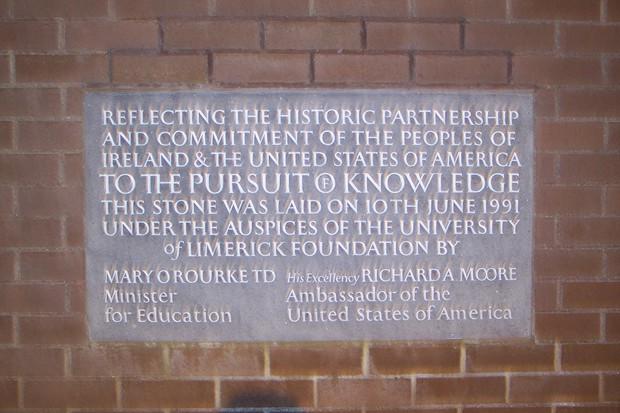 REFLECTING THE HISTORIC PARTNERSHIP
AND COMMITMENT OF THE PEOPLES OF
IRELAND & THE UNITED STATES OF AMERICA
TO THE PURSUIT OF KNOWLEDGE
THIS STONE WAS LAID ON 10TH JUNE 1991
UNDER THE AUSPICES OF THE UNIVERSITY
of LIMERICK FOUNDATION BY
MARY O ROURKE TD His Excellency RICHARD A MOORE
Minister Ambassador of the
for Education United States of America